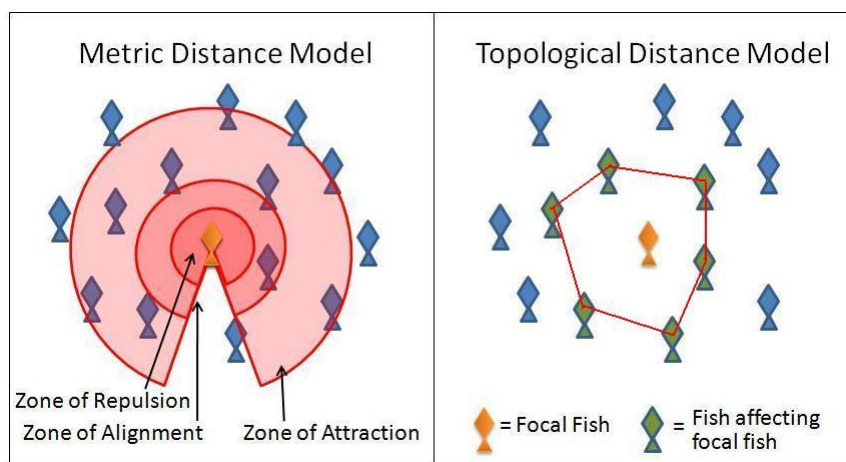 Metric Distance Model
Zone of Repulsion
Zone of Alignment
Zone of Attraction
Topological Distance Model
= Focal Fish
= Fish affecting
focal fish